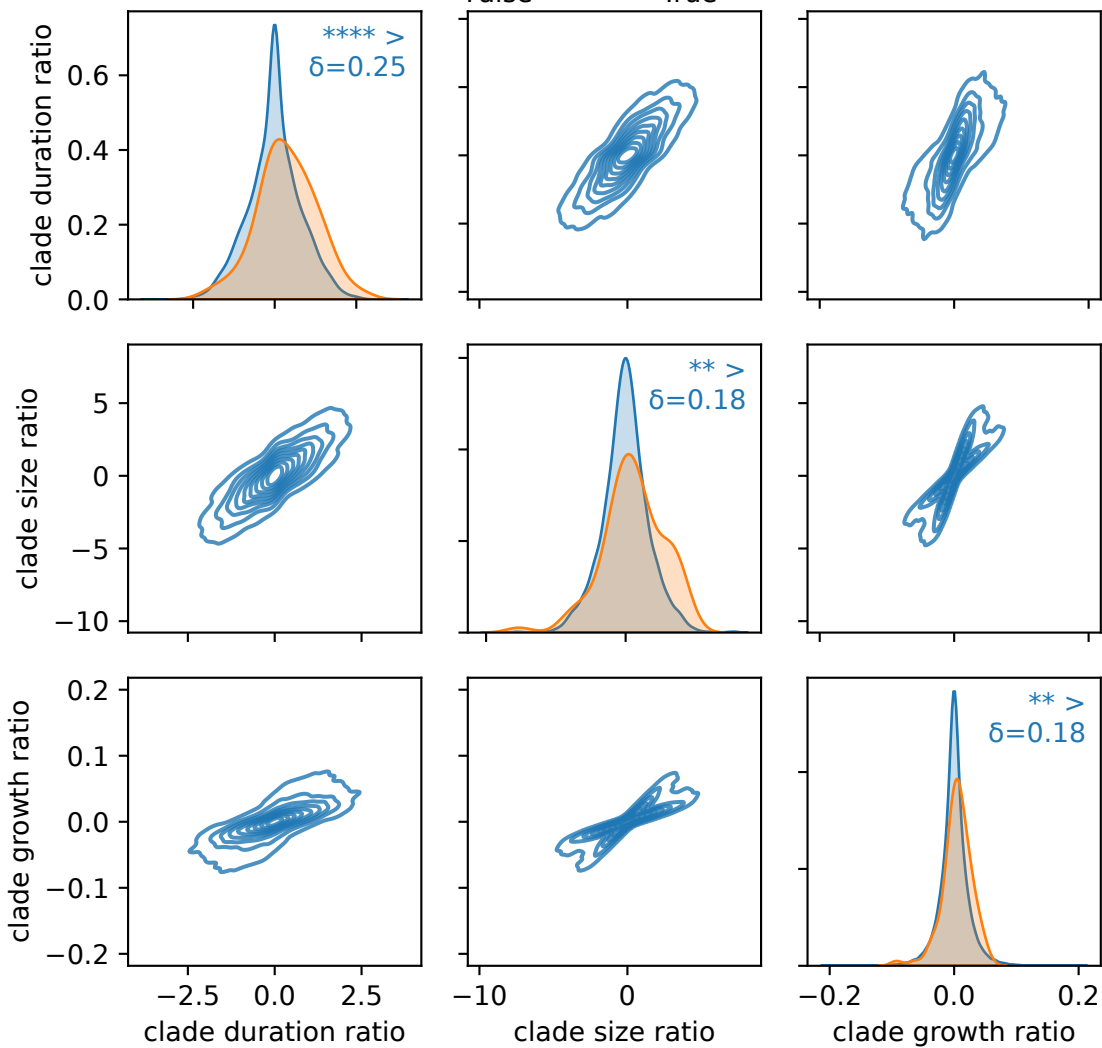 clade duration ratio
0.6
0.4
0.2
0.0
**** >
δ=0.25
clade size ratio
5
0
−5
−10
** >
δ=0.18
clade growth ratio
0.2
0.1
0.0
−0.1
−0.2
** >
δ=0.18
−2.5 0.0 2.5
−10 0
−0.2 0.0 0.2
clade duration ratio
clade size ratio
clade growth ratio